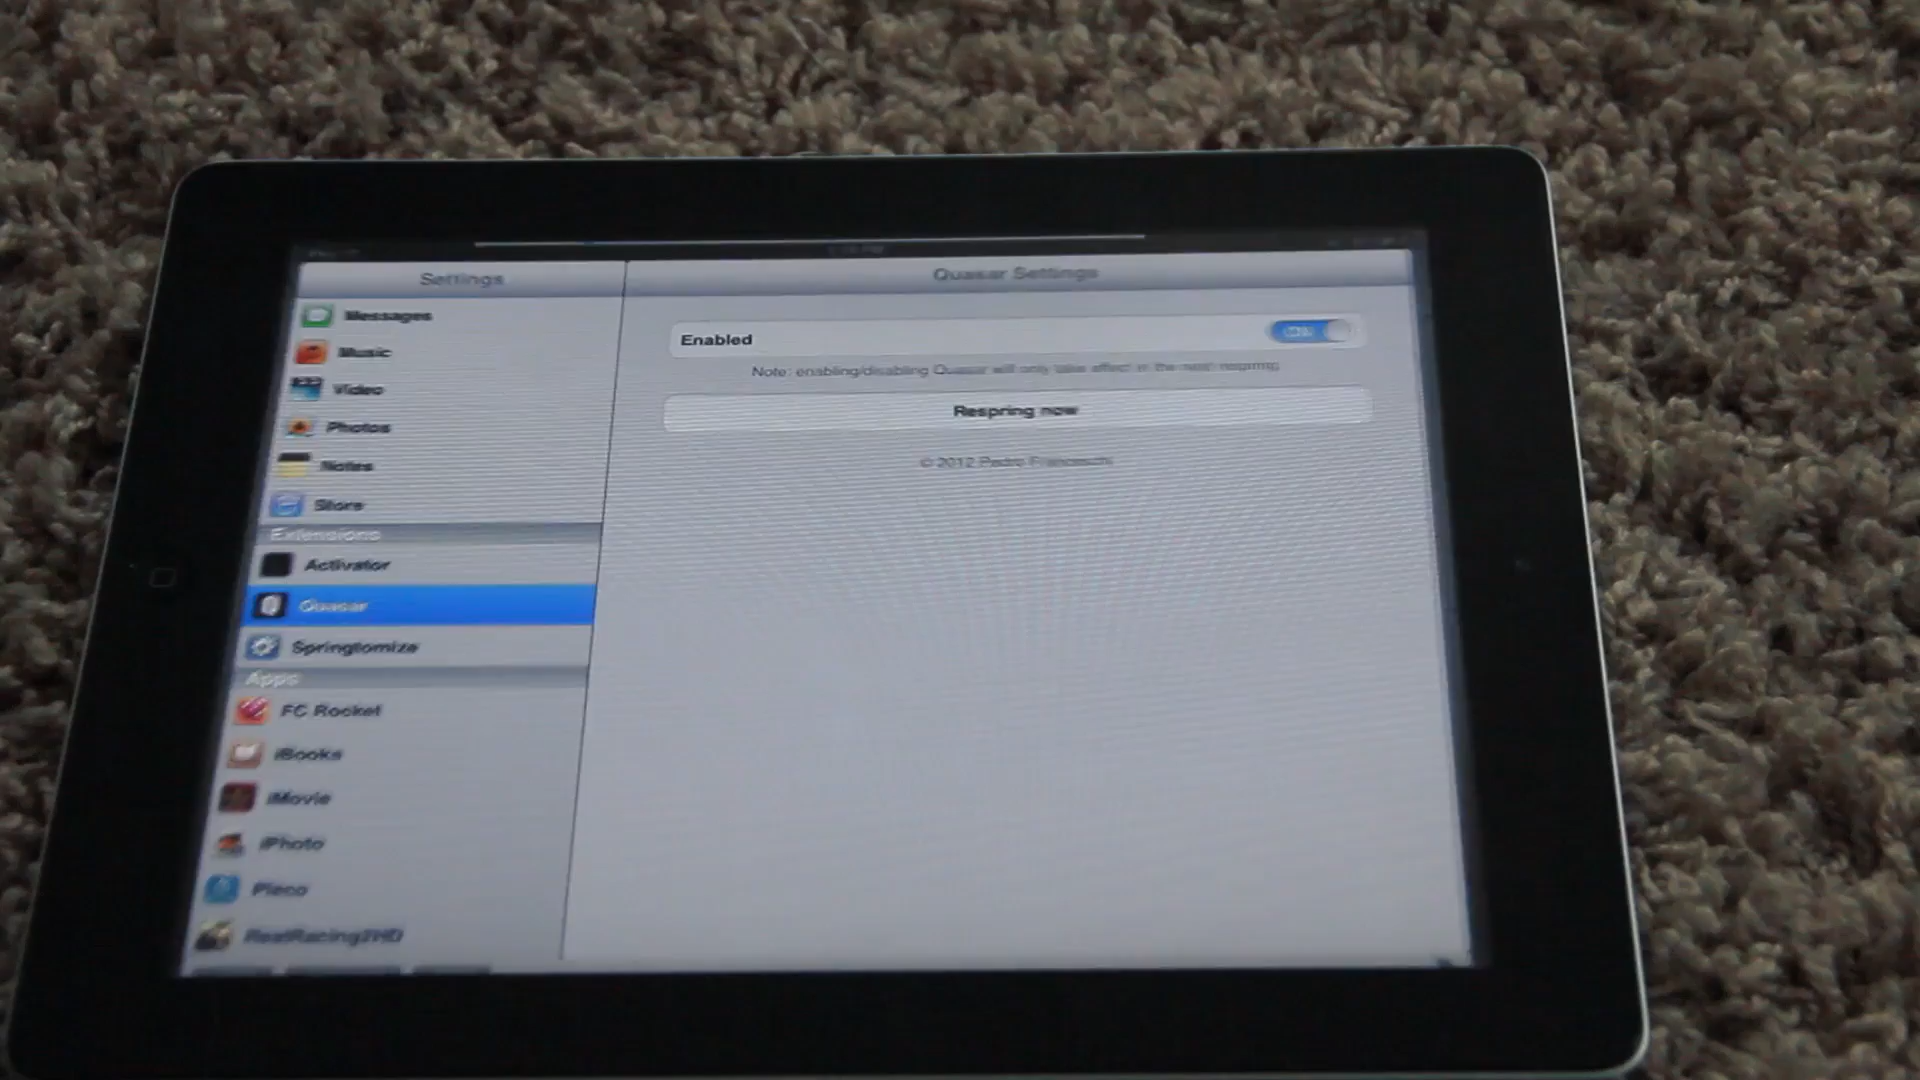 Settings
Messages
Music
Video
Photos
Notes
Store
Extensions
Activator
Quasar
Springtomize
Apps
FC Rocket
iBooks
iMovie
iPhoto
Pleco
RealRacing2HD
Quasar Settings
Enabled
ON
Note: enabling/disabling Quasar will only take effect in the next respring
Respring now
© 2012 Pedro Franceschi